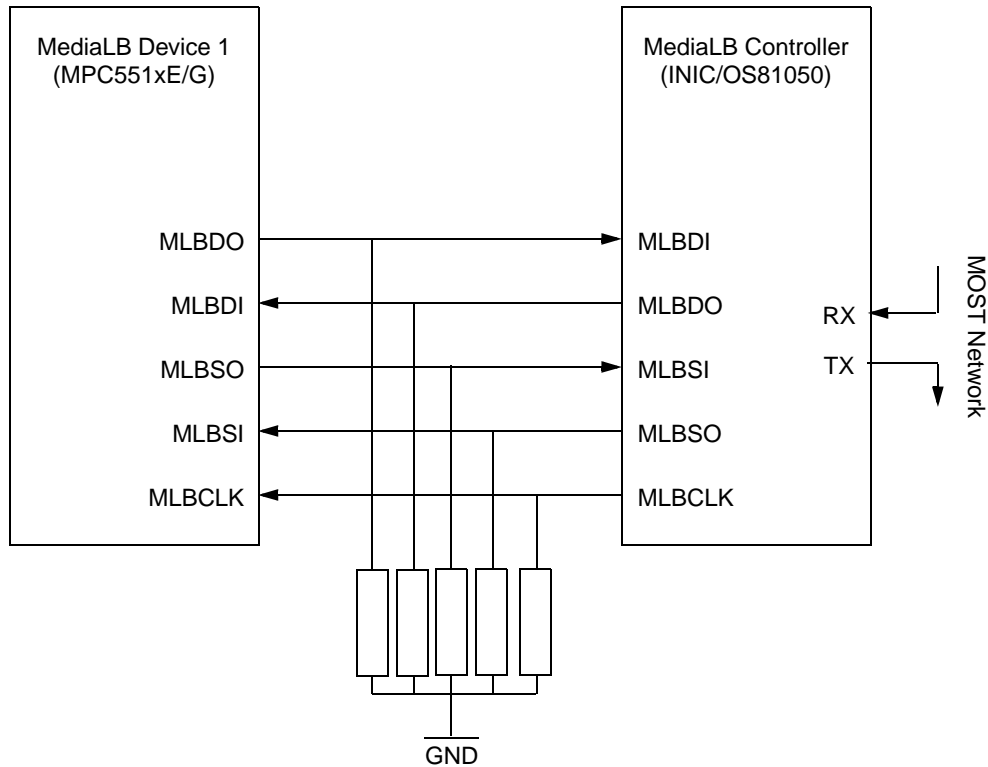 MediaLB Device 1
(MPC551xE/G)
MediaLB Controller
(INIC/OS81050)
MLBDO
MLBDI
MLBDI
MLBDO
MLBSO
MLBSI
MLBSI
MLBSO
MLBCLK
MLBCLK
RX
TX
MOST Network
GND